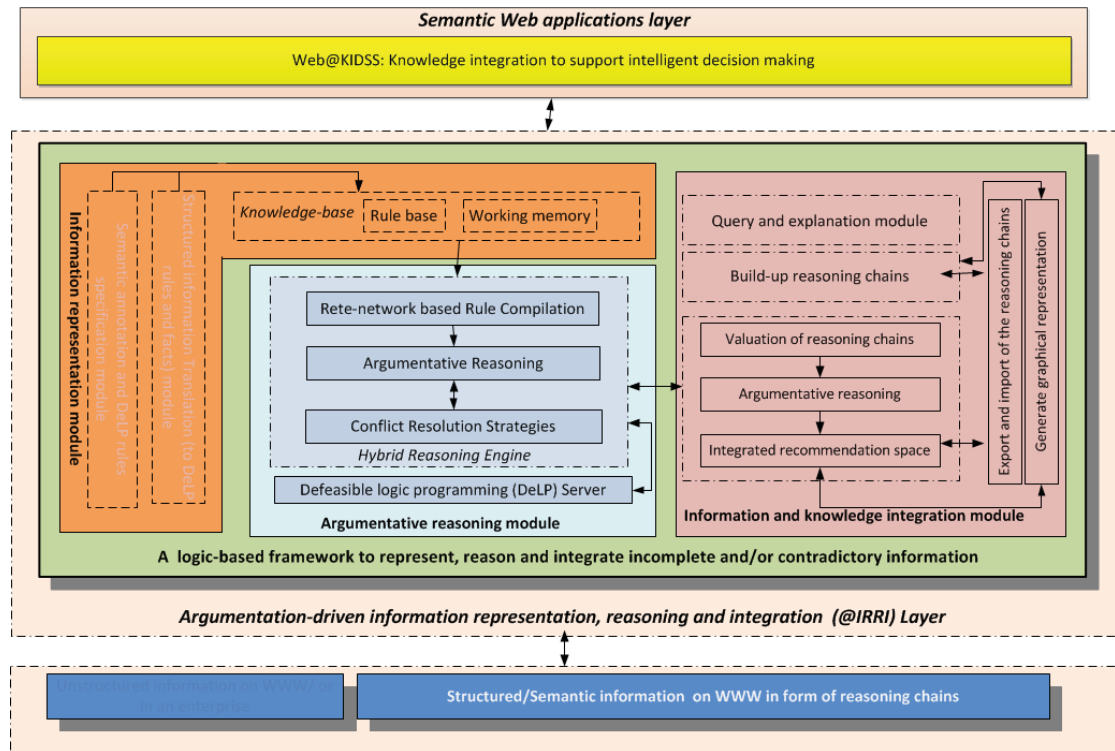 Semantic Web applications layer
Web@KIDSS: Knowledge integration to support intelligent decision making
Information representation module
Semantic annotation and DeLP rules
specification module
Structured information Translation (to DeLP
rules and facts) module
Knowledge-base
Rule base
Working memory
Rete-network based Rule Compilation
Argumentative Reasoning
Conflict Resolution Strategies
Hybrid Reasoning Engine
Defeasible logic programming (DeLP) Server
Argumentative reasoning module
Query and explanation module
Build-up reasoning chains
Valuation of reasoning chains
Argumentative reasoning
Integrated recommendation space
Export and import of the reasoning chains
Generate graphical representation
Information and knowledge integration module
A logic-based framework to represent, reason and integrate incomplete and/or contradictory information
Argumentation-driven information representation, reasoning and integration (@IRRI) Layer
Unstructured information on WWW/ or
in an enterprise
Structured/Semantic information on WWW in form of reasoning chains